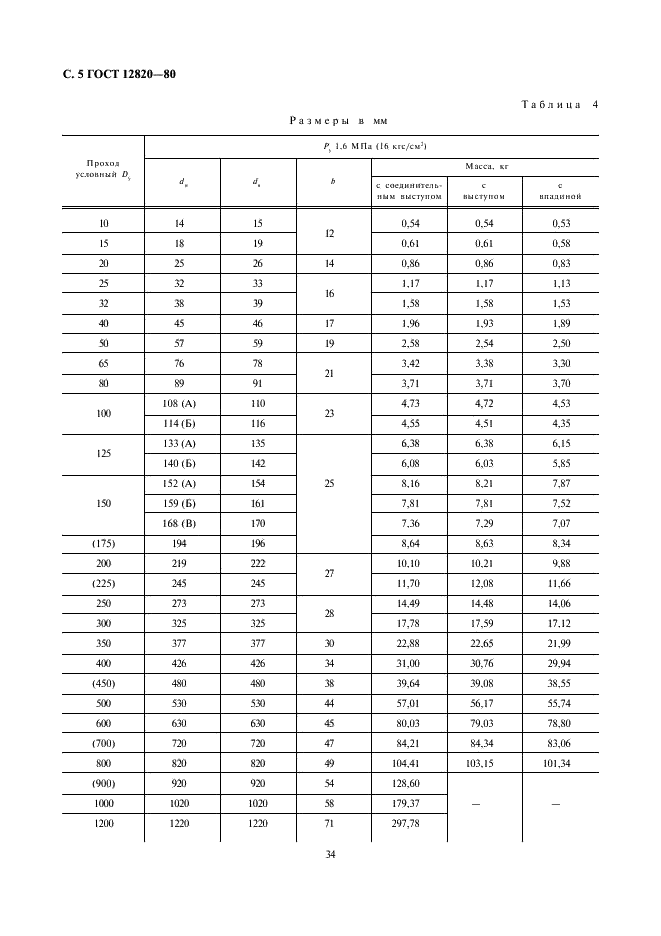 С. 5 ГОСТ 12820—80
Таблица 4
Размеры в мм
Проход условный Dу
Pу 1,6 МПа (16 кгс/см²)
dн dв b
Масса, кг
с соединительным выступом с выступом с впадиной
10 14 15 12 0,54 0,54 0,53
15 18 19 0,61 0,61 0,58
20 25 26 14 0,86 0,86 0,83
25 32 33 16 1,17 1,17 1,13
32 38 39 1,58 1,58 1,53
40 45 46 17 1,96 1,93 1,89
50 57 59 19 2,58 2,54 2,50
65 76 78 21 3,42 3,38 3,30
80 89 91 3,71 3,71 3,70
100 108 (А) 110 23 4,73 4,72 4,53
114 (Б) 116 4,55 4,51 4,35
125 133 (А) 135 25 6,38 6,38 6,15
140 (Б) 142 6,08 6,03 5,85
150 152 (А) 154 8,16 8,21 7,87
159 (Б) 161 7,81 7,81 7,52
168 (В) 170 7,36 7,29 7,07
(175) 194 196 8,64 8,63 8,34
200 219 222 27 10,10 10,21 9,88
(225) 245 245 11,70 12,08 11,66
250 273 273 28 14,49 14,48 14,06
300 325 325 17,78 17,59 17,12
350 377 377 30 22,88 22,65 21,99
400 426 426 34 31,00 30,76 29,94
(450) 480 480 38 39,64 39,08 38,55
500 530 530 44 57,01 56,17 55,74
600 630 630 45 80,03 79,03 78,80
(700) 720 720 47 84,21 84,34 83,06
800 820 820 49 104,41 103,15 101,34
(900) 920 920 54 128,60
1000 1020 1020 58 179,37 — —
1200 1220 1220 71 297,78
34